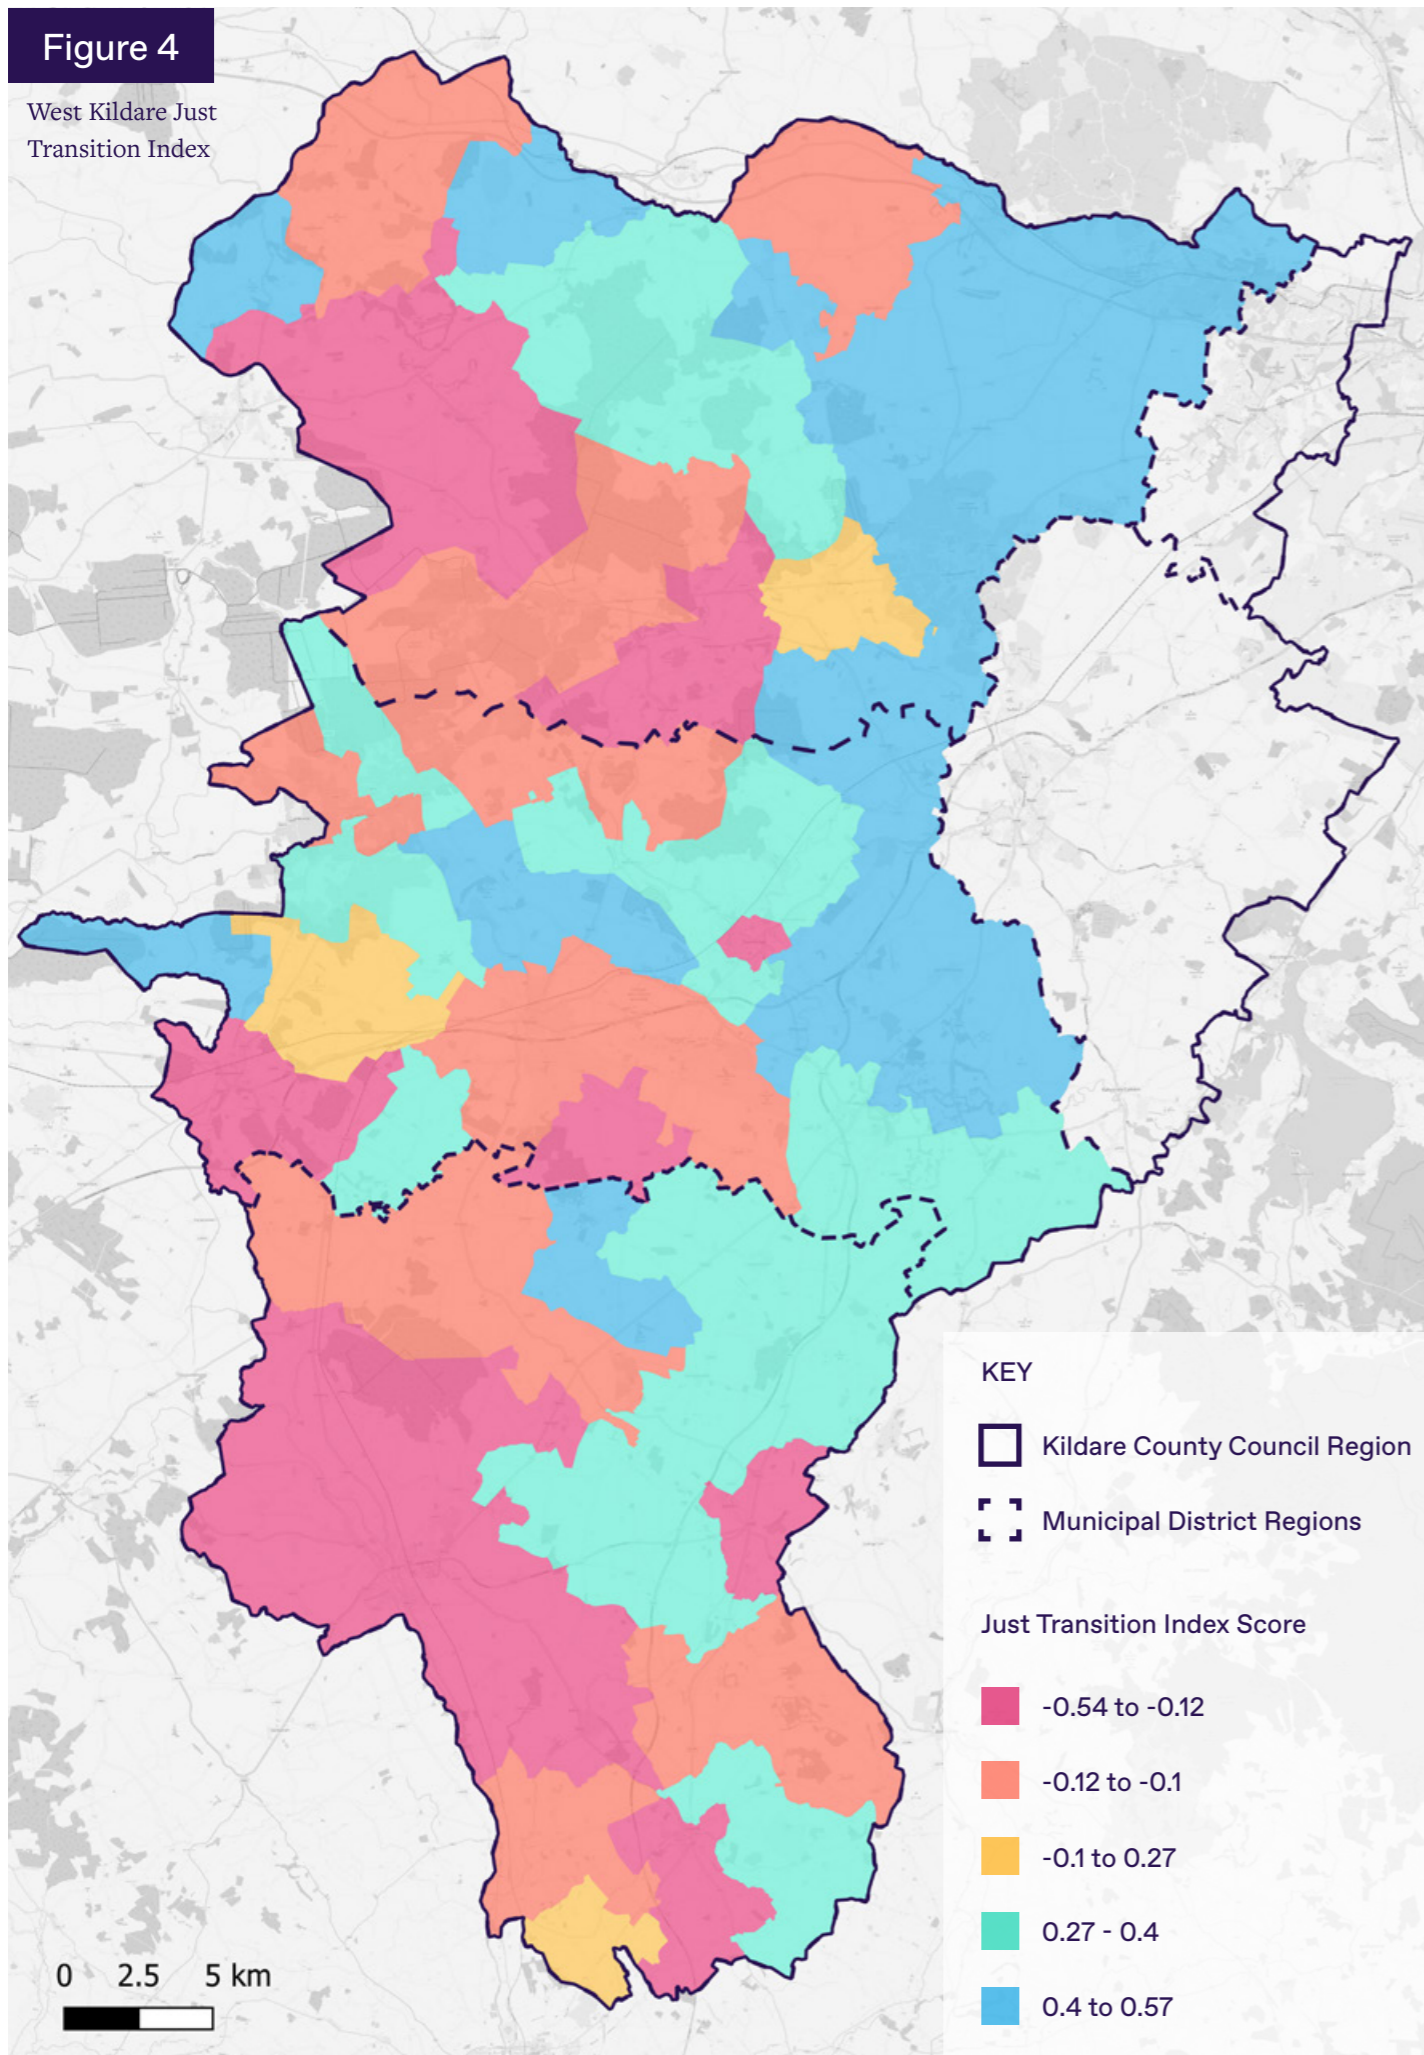 Figure 4
West Kildare Just
Transition Index
KEY
Kildare County Council Region
Municipal District Regions
Just Transition Index Score
-0.54 to -0.12
-0.12 to -0.1
-0.1 to 0.27
0.27 - 0.4
0.4 to 0.57
0 2.5 5 km